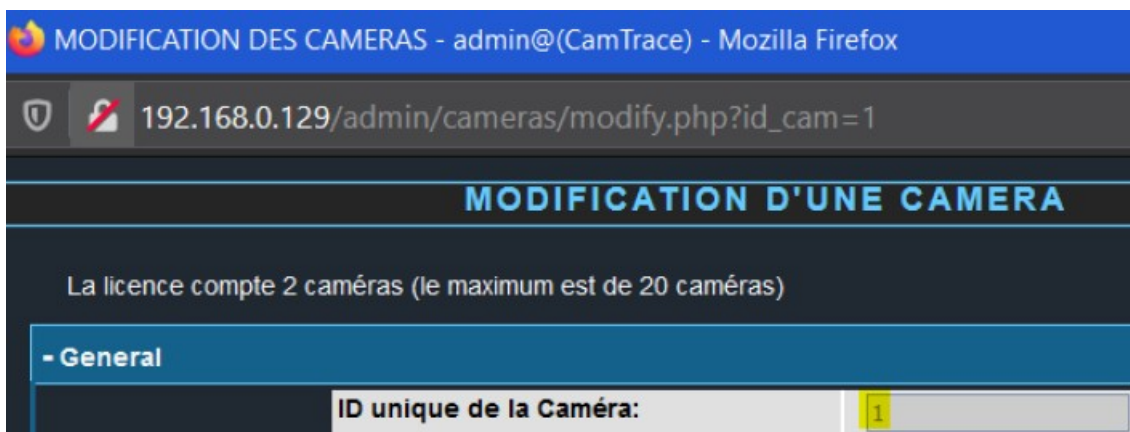 MODIFICATION DES CAMERAS - admin@(CamTrace) - Mozilla Firefox
192.168.0.129/admin/cameras/modify.php?id_cam=1
MODIFICATION D'UNE CAMERA
La licence compte 2 caméras (le maximum est de 20 caméras)
- General
ID unique de la Caméra: 1